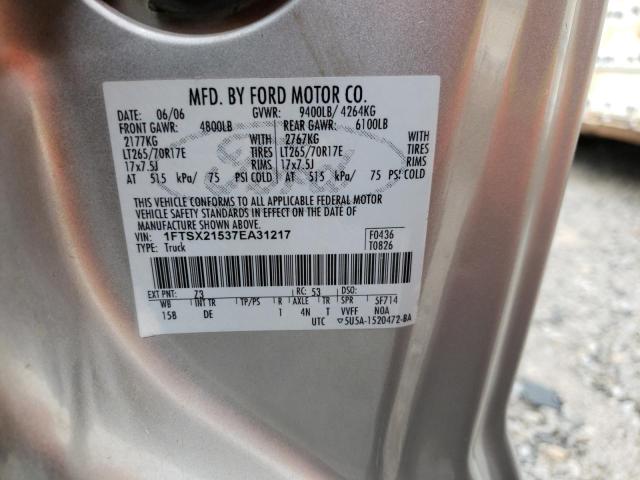 MFD. BY FORD MOTOR CO.
DATE: 06/06 GVWR: 9400LB/ 4264KG
FRONT GAWR: 4800LB REAR GAWR: 6100LB
2177KG WITH 2767KG WITH
LT265/70R17E TIRES LT265/70R17E TIRES
17x7.5J RIMS 17x7.5J RIMS
AT 515 kPa/ 75 PSI COLD AT 515 kPa/ 75 PSI COLD
THIS VEHICLE CONFORMS TO ALL APPLICABLE FEDERAL MOTOR
VEHICLE SAFETY STANDARDS IN EFFECT ON THE DATE OF
MANUFACTURE SHOWN ABOVE.
VIN: 1FTSX21537EA31217 F0436
TYPE: Truck T0826
EXT PNT: Z3 RC: 53 DSO:
WB INT TR TP/PS R AXLE TR SPR SF714
158 DE 1 4N T VVFF N0A
UTC ▽5U5A-1520472-BA